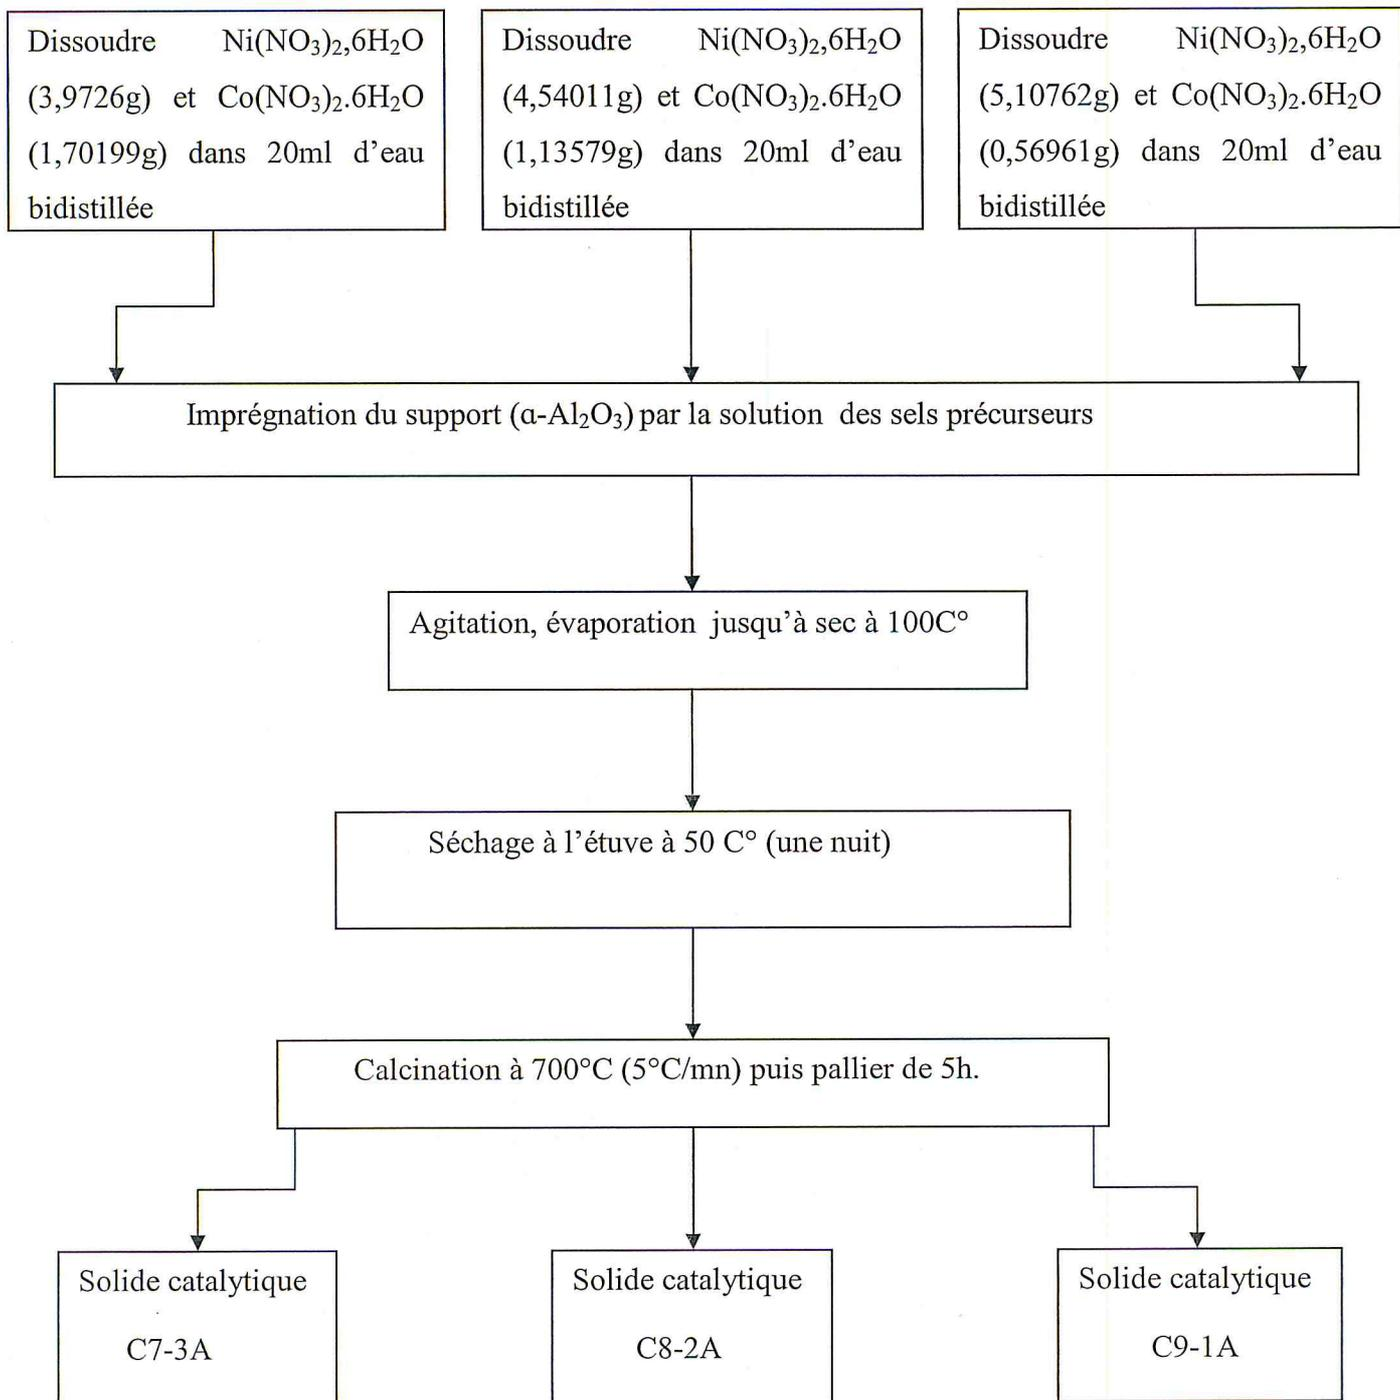 Dissoudre Ni(NO₃)₂,6H₂O
(3,9726g) et Co(NO₃)₂.6H₂O
(1,70199g) dans 20ml d’eau
bidistillée
Dissoudre Ni(NO₃)₂,6H₂O
(4,54011g) et Co(NO₃)₂.6H₂O
(1,13579g) dans 20ml d’eau
bidistillée
Dissoudre Ni(NO₃)₂,6H₂O
(5,10762g) et Co(NO₃)₂.6H₂O
(0,56961g) dans 20ml d’eau
bidistillée
Imprégnation du support (α-Al₂O₃) par la solution des sels précurseurs
Agitation, évaporation jusqu’à sec à 100C°
Séchage à l’étuve à 50 C° (une nuit)
Calcination à 700°C (5°C/mn) puis pallier de 5h.
Solide catalytique
C7-3A
Solide catalytique
C8-2A
Solide catalytique
C9-1A